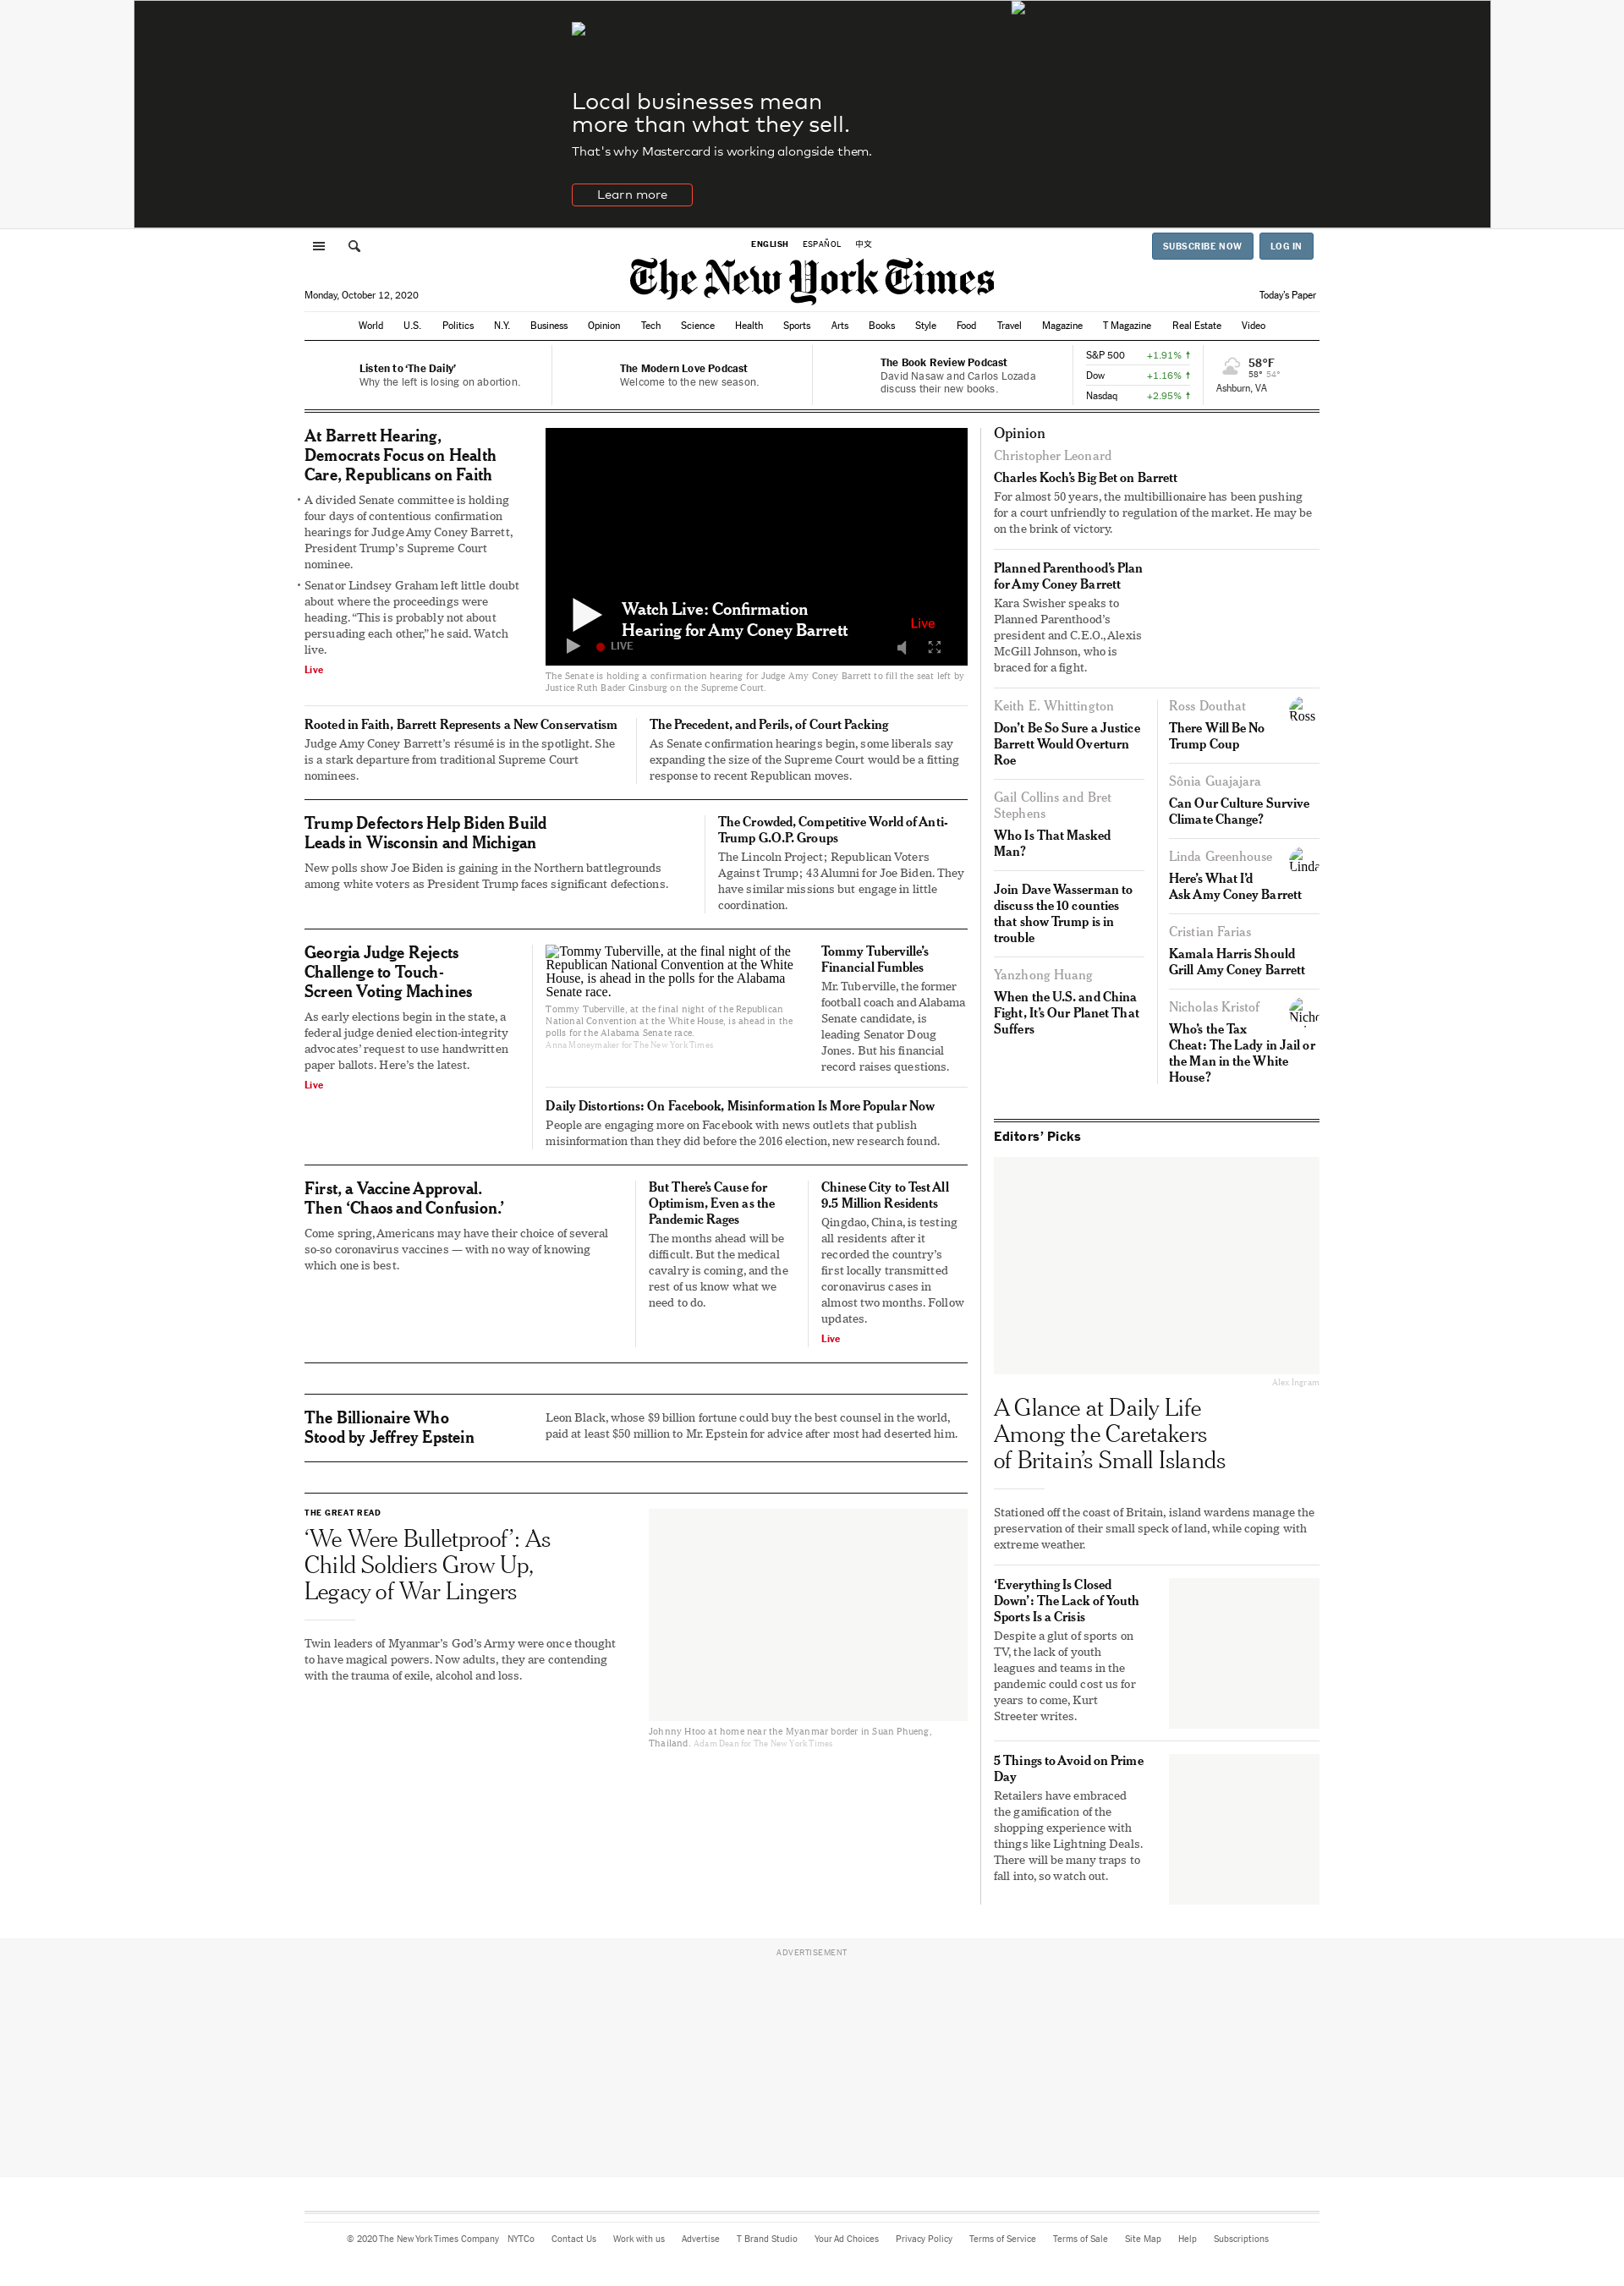 Local businesses mean
more than what they sell.
That's why Mastercard is working alongside them.
Learn more
ENGLISH ESPAÑOL 中文
SUBSCRIBE NOW LOG IN
The New York Times
Monday, October 12, 2020
Today's Paper
World U.S. Politics N.Y. Business Opinion Tech Science Health Sports Arts Books Style Food Travel Magazine T Magazine Real Estate Video
Listen to ‘The Daily’
Why the left is losing on abortion.
The Modern Love Podcast
Welcome to the new season.
The Book Review Podcast
David Nasaw and Carlos Lozada
discuss their new books.
S&P 500 +1.91% ↑
Dow +1.16% ↑
Nasdaq +2.95% ↑
58°F
58° 54°
Ashburn, VA
At Barrett Hearing,
Democrats Focus on Health
Care, Republicans on Faith
• A divided Senate committee is holding
four days of contentious confirmation
hearings for Judge Amy Coney Barrett,
President Trump’s Supreme Court
nominee.
• Senator Lindsey Graham left little doubt
about where the proceedings were
heading. “This is probably not about
persuading each other,” he said. Watch
live.
Live
Watch Live: Confirmation
Hearing for Amy Coney Barrett
Live
LIVE
The Senate is holding a confirmation hearing for Judge Amy Coney Barrett to fill the seat left by
Justice Ruth Bader Ginsburg on the Supreme Court.
Rooted in Faith, Barrett Represents a New Conservatism
Judge Amy Coney Barrett’s résumé is in the spotlight. She
is a stark departure from traditional Supreme Court
nominees.
The Precedent, and Perils, of Court Packing
As Senate confirmation hearings begin, some liberals say
expanding the size of the Supreme Court would be a fitting
response to recent Republican moves.
Trump Defectors Help Biden Build
Leads in Wisconsin and Michigan
New polls show Joe Biden is gaining in the Northern battlegrounds
among white voters as President Trump faces significant defections.
The Crowded, Competitive World of Anti-
Trump G.O.P. Groups
The Lincoln Project; Republican Voters
Against Trump; 43 Alumni for Joe Biden. They
have similar missions but engage in little
coordination.
Georgia Judge Rejects
Challenge to Touch-
Screen Voting Machines
As early elections begin in the state, a
federal judge denied election-integrity
advocates’ request to use handwritten
paper ballots. Here’s the latest.
Live
Tommy Tuberville, at the final night of the
Republican National Convention at the White
House, is ahead in the polls for the Alabama
Senate race.
Tommy Tuberville, at the final night of the Republican
National Convention at the White House, is ahead in the
polls for the Alabama Senate race.
Anna Moneymaker for The New York Times
Tommy Tuberville’s
Financial Fumbles
Mr. Tuberville, the former
football coach and Alabama
Senate candidate, is
leading Senator Doug
Jones. But his financial
record raises questions.
Daily Distortions: On Facebook, Misinformation Is More Popular Now
People are engaging more on Facebook with news outlets that publish
misinformation than they did before the 2016 election, new research found.
First, a Vaccine Approval.
Then ‘Chaos and Confusion.’
Come spring, Americans may have their choice of several
so-so coronavirus vaccines — with no way of knowing
which one is best.
But There’s Cause for
Optimism, Even as the
Pandemic Rages
The months ahead will be
difficult. But the medical
cavalry is coming, and the
rest of us know what we
need to do.
Chinese City to Test All
9.5 Million Residents
Qingdao, China, is testing
all residents after it
recorded the country’s
first locally transmitted
coronavirus cases in
almost two months. Follow
updates.
Live
The Billionaire Who
Stood by Jeffrey Epstein
Leon Black, whose $9 billion fortune could buy the best counsel in the world,
paid at least $50 million to Mr. Epstein for advice after most had deserted him.
THE GREAT READ
‘We Were Bulletproof’: As
Child Soldiers Grow Up,
Legacy of War Lingers
Twin leaders of Myanmar’s God’s Army were once thought
to have magical powers. Now adults, they are contending
with the trauma of exile, alcohol and loss.
Johnny Htoo at home near the Myanmar border in Suan Phueng,
Thailand. Adam Dean for The New York Times
Opinion
Christopher Leonard
Charles Koch’s Big Bet on Barrett
For almost 50 years, the multibillionaire has been pushing
for a court unfriendly to regulation of the market. He may be
on the brink of victory.
Planned Parenthood’s Plan
for Amy Coney Barrett
Kara Swisher speaks to
Planned Parenthood’s
president and C.E.O., Alexis
McGill Johnson, who is
braced for a fight.
Keith E. Whittington
Don’t Be So Sure a Justice
Barrett Would Overturn
Roe
Gail Collins and Bret
Stephens
Who Is That Masked
Man?
Join Dave Wasserman to
discuss the 10 counties
that show Trump is in
trouble
Yanzhong Huang
When the U.S. and China
Fight, It’s Our Planet That
Suffers
Ross Douthat
Ross
There Will Be No
Trump Coup
Sônia Guajajara
Can Our Culture Survive
Climate Change?
Linda Greenhouse
Linda
Here’s What I’d
Ask Amy Coney Barrett
Cristian Farias
Kamala Harris Should
Grill Amy Coney Barrett
Nicholas Kristof
Nicho
Who’s the Tax
Cheat: The Lady in Jail or
the Man in the White
House?
Editors’ Picks
Alex Ingram
A Glance at Daily Life
Among the Caretakers
of Britain’s Small Islands
Stationed off the coast of Britain, island wardens manage the
preservation of their small speck of land, while coping with
extreme weather.
‘Everything Is Closed
Down’: The Lack of Youth
Sports Is a Crisis
Despite a glut of sports on
TV, the lack of youth
leagues and teams in the
pandemic could cost us for
years to come, Kurt
Streeter writes.
5 Things to Avoid on Prime
Day
Retailers have embraced
the gamification of the
shopping experience with
things like Lightning Deals.
There will be many traps to
fall into, so watch out.
ADVERTISEMENT
© 2020 The New York Times Company NYTCo Contact Us Work with us Advertise T Brand Studio Your Ad Choices Privacy Policy Terms of Service Terms of Sale Site Map Help Subscriptions